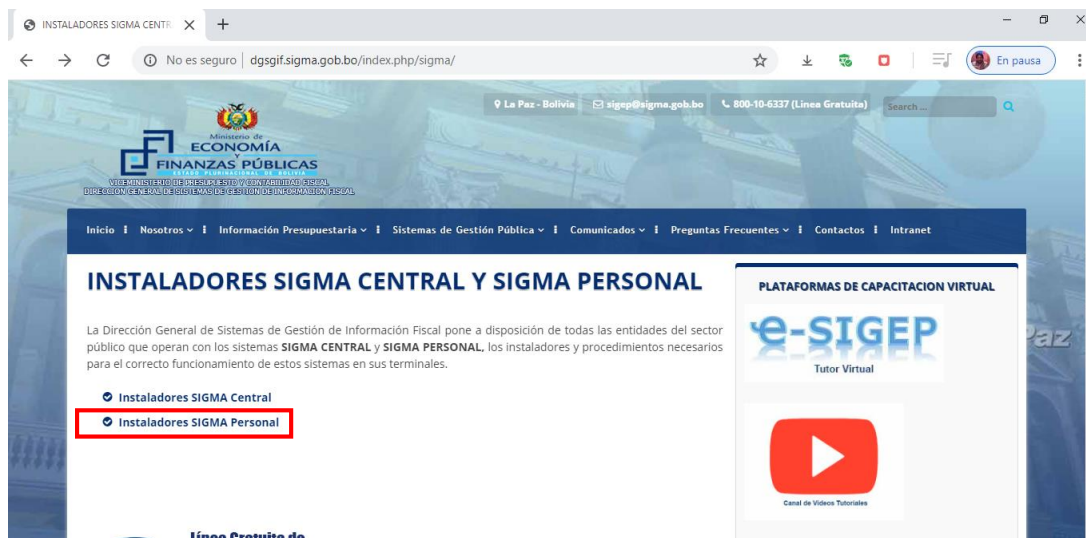 INSTALADORES SIGMA CENTR
No es seguro | dgsgif.sigma.gob.bo/index.php/sigma/
En pausa
La Paz - Bolivia
sigep@sigma.gob.bo
800-10-6337 (Linea Gratuita)
Search ...
Ministerio de
ECONOMÍA
Y
FINANZAS PÚBLICAS
ESTADO PLURINACIONAL DE BOLIVIA
VICEMINISTERIO DE PRESUPUESTO Y CONTABILIDAD FISCAL
DIRECCIÓN GENERAL DE SISTEMAS DE GESTIÓN DE INFORMACIÓN FISCAL
Inicio Nosotros Información Presupuestaria Sistemas de Gestión Pública Comunicados Preguntas Frecuentes Contactos Intranet
INSTALADORES SIGMA CENTRAL Y SIGMA PERSONAL
La Dirección General de Sistemas de Gestión de Información Fiscal pone a disposición de todas las entidades del sector
público que operan con los sistemas SIGMA CENTRAL y SIGMA PERSONAL, los instaladores y procedimientos necesarios
para el correcto funcionamiento de estos sistemas en sus terminales.
Instaladores SIGMA Central
Instaladores SIGMA Personal
PLATAFORMAS DE CAPACITACION VIRTUAL
e-SIGEP
Tutor Virtual
Canal de Videos Tutoriales
Paz
Línea Gratuita de